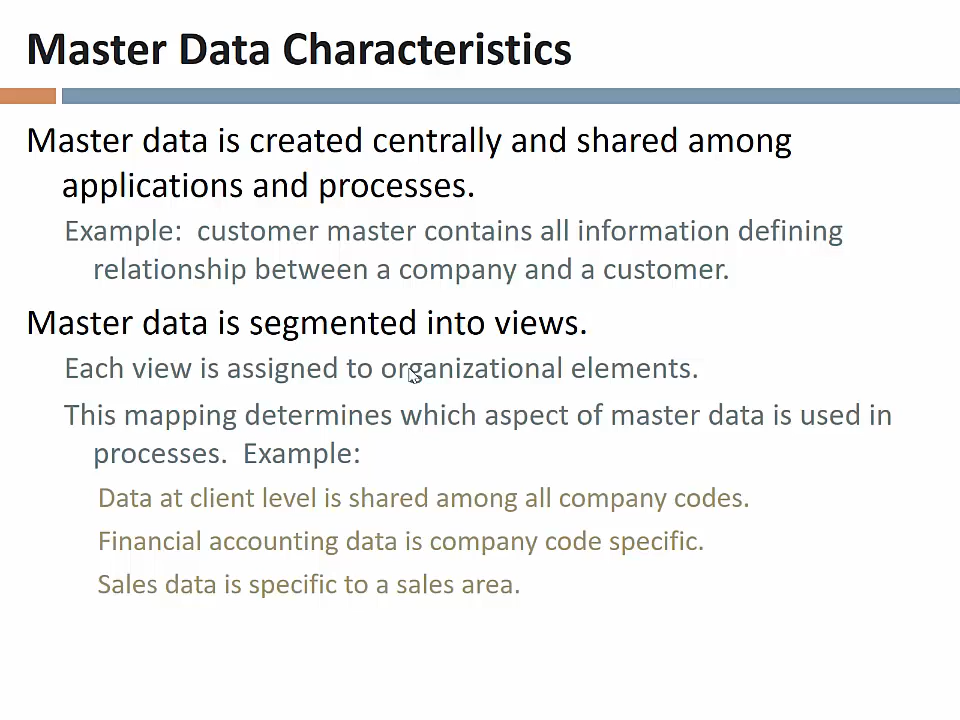 Master Data Characteristics
Master data is created centrally and shared among
applications and processes.
Example:  customer master contains all information defining
relationship between a company and a customer.
Master data is segmented into views.
Each view is assigned to organizational elements.
This mapping determines which aspect of master data is used in
processes.  Example:
Data at client level is shared among all company codes.
Financial accounting data is company code specific.
Sales data is specific to a sales area.